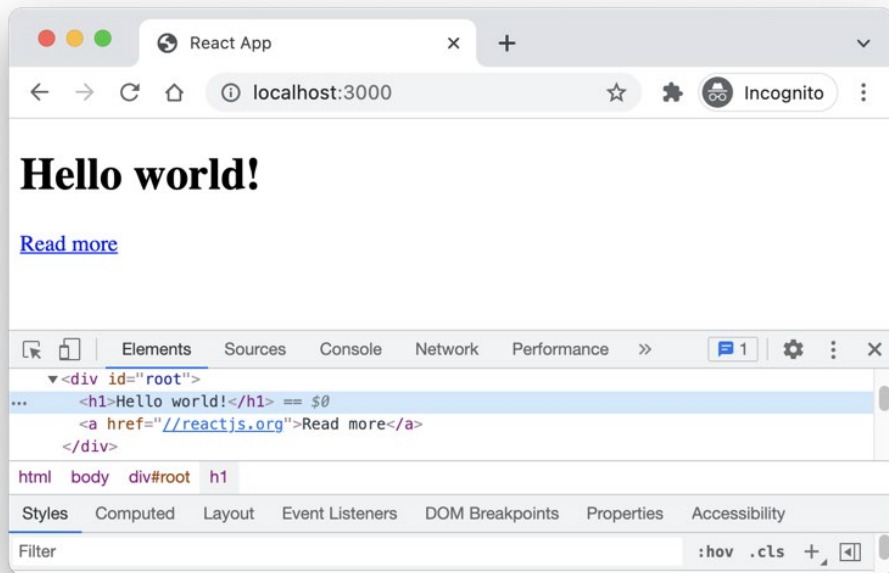 React App
localhost:3000 Incognito
Hello world!
Read more
Elements Sources Console Network Performance » 1
▼<div id="root">
… <h1>Hello world!</h1> == $0
<a href="//reactjs.org">Read more</a>
</div>
html body div#root h1
Styles Computed Layout Event Listeners DOM Breakpoints Properties Accessibility
Filter :hov .cls +